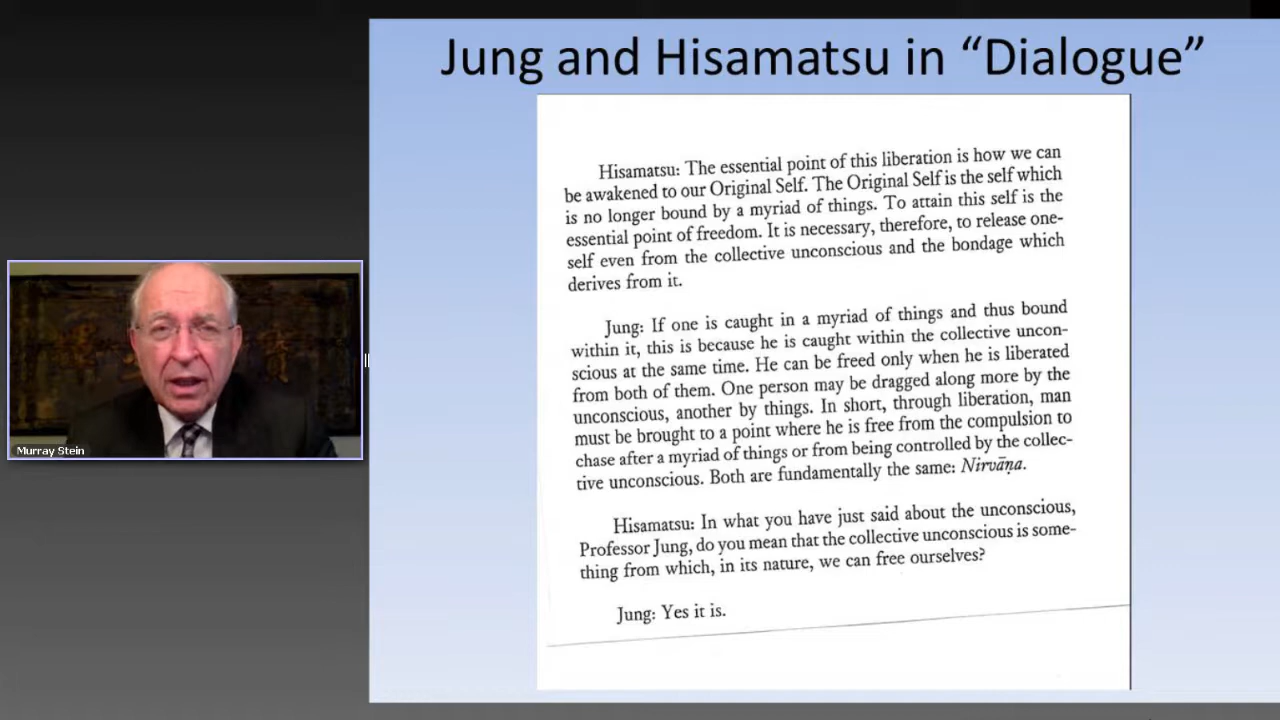 Jung and Hisamatsu in “Dialogue”
Hisamatsu: The essential point of this liberation is how we can
be awakened to our Original Self. The Original Self is the self which
is no longer bound by a myriad of things. To attain this self is the
essential point of freedom. It is necessary, therefore, to release one-
self even from the collective unconscious and the bondage which
derives from it.
Jung: If one is caught in a myriad of things and thus bound
within it, this is because he is caught within the collective uncon-
scious at the same time. He can be freed only when he is liberated
from both of them. One person may be dragged along more by the
unconscious, another by things. In short, through liberation, man
must be brought to a point where he is free from the compulsion to
chase after a myriad of things or from being controlled by the collec-
tive unconscious. Both are fundamentally the same: Nirvāṇa.
Hisamatsu: In what you have just said about the unconscious,
Professor Jung, do you mean that the collective unconscious is some-
thing from which, in its nature, we can free ourselves?
Jung: Yes it is.
Murray Stein